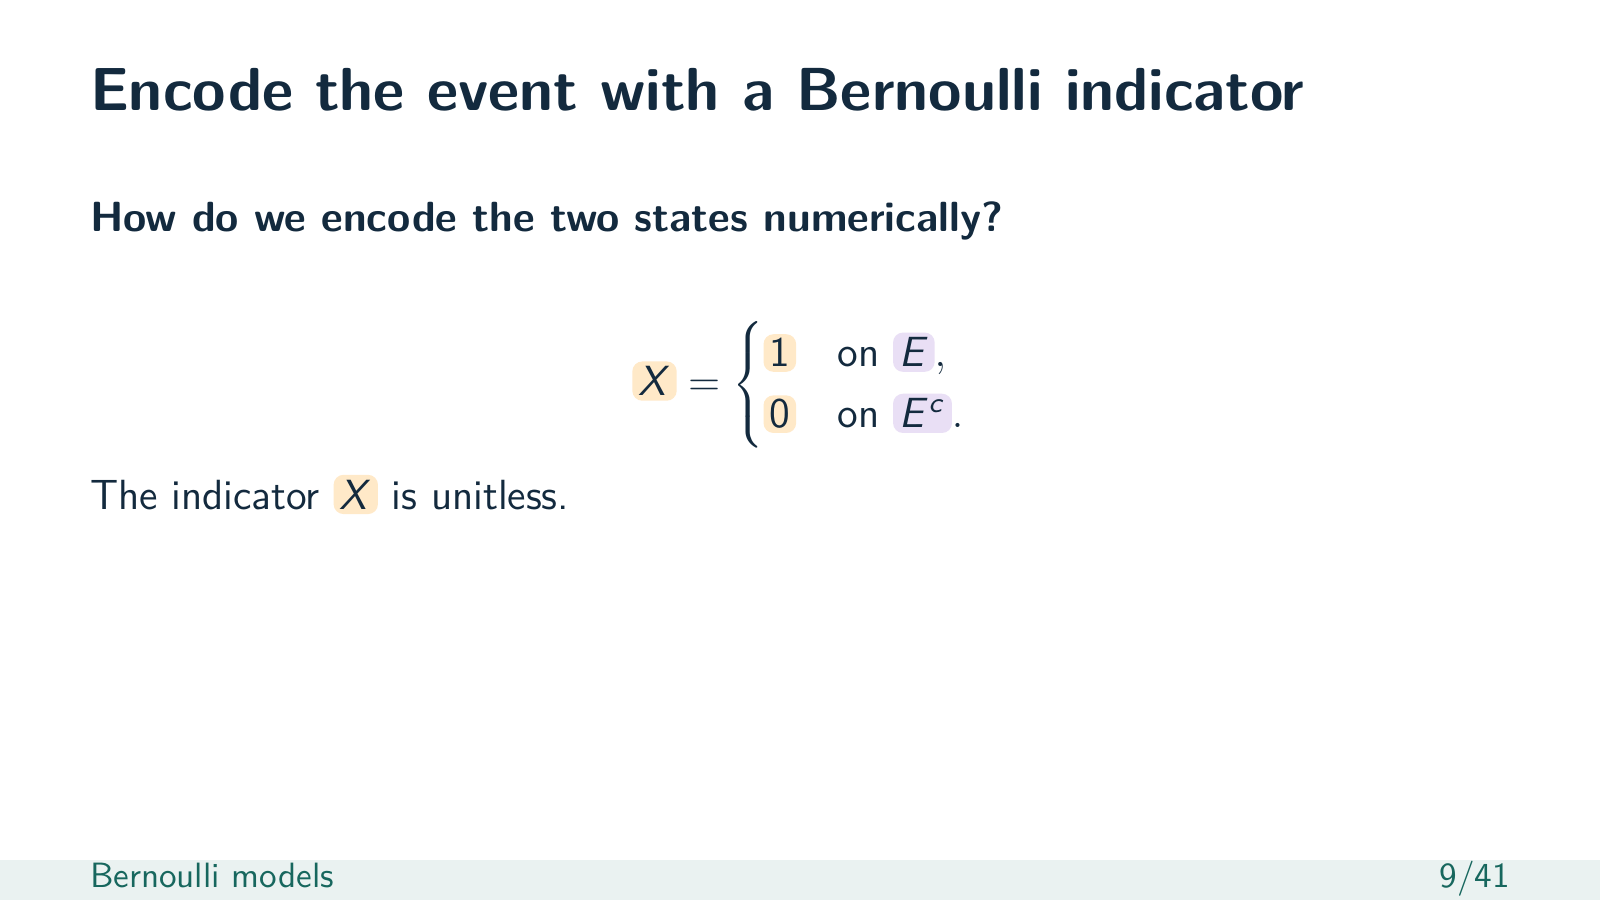 Encode the event with a Bernoulli indicator
How do we encode the two states numerically?
X = { 1 on E,
0 on Eᶜ.
The indicator X is unitless.
Bernoulli models 9/41